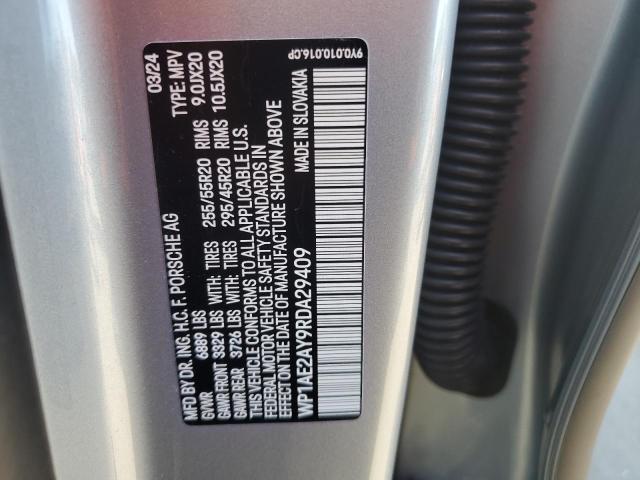 MFD BY DR. ING. H.C. F. PORSCHE AG 03/24
GVWR 6889 LBS TYPE: MPV
GAWR FRONT 3329 LBS WITH: TIRES 255/55R20 RIMS 9.0JX20
GAWR REAR 3726 LBS WITH: TIRES 295/45R20 RIMS 10.5JX20
THIS VEHICLE CONFORMS TO ALL APPLICABLE U.S.
FEDERAL MOTOR VEHICLE SAFETY STANDARDS IN
EFFECT ON THE DATE OF MANUFACTURE SHOWN ABOVE
WP1AE2AY9RDA29409 MADE IN SLOVAKIA
9Y0.010.016.CP